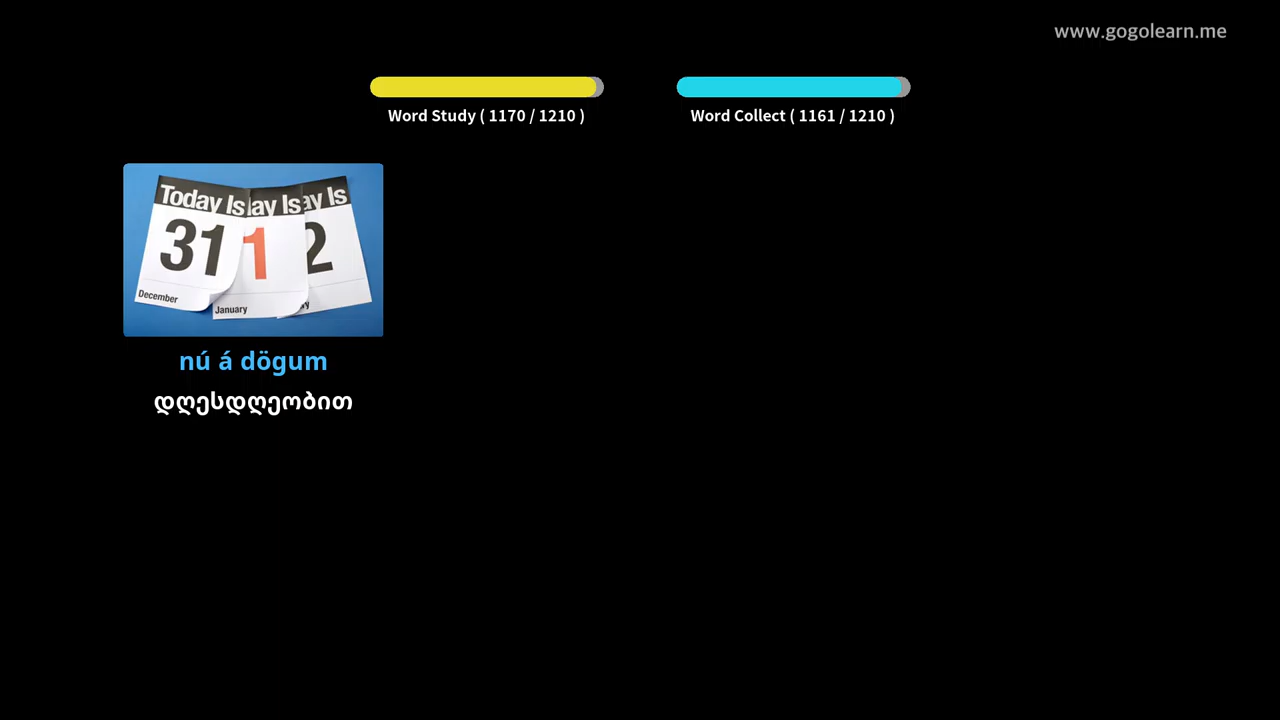 www.gogolearn.me
Word Study ( 1170 / 1210 )
Word Collect ( 1161 / 1210 )
Today Is
ay Is
ay Is
31
1
2
December
January
ry
nú á dögum
დღესდღეობით